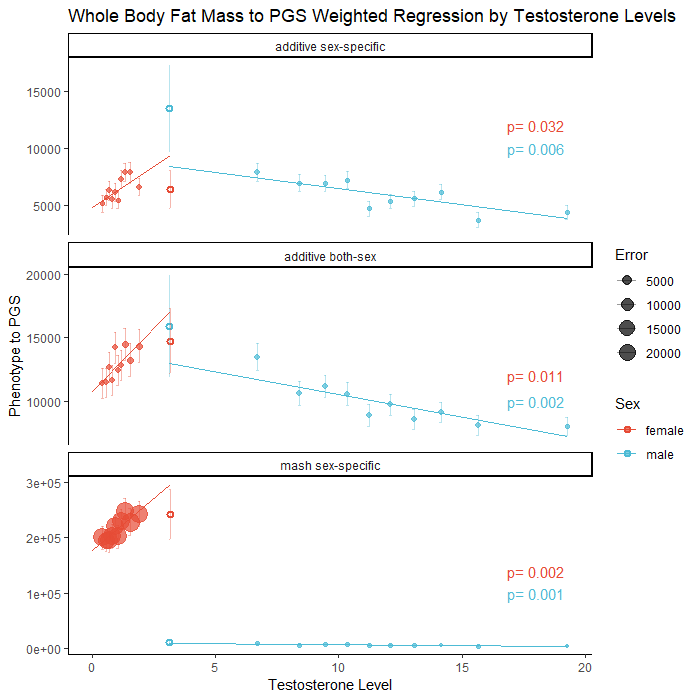 Whole Body Fat Mass to PGS Weighted Regression by Testosterone Levels
additive sex-specific
15000
10000
5000
p= 0.032
p= 0.006
additive both-sex
20000
15000
10000
p= 0.011
p= 0.002
mash sex-specific
3e+05
2e+05
1e+05
0e+00
p= 0.002
p= 0.001
0
5
10
15
20
Testosterone Level
Phenotype to PGS
Error
5000
10000
15000
20000
Sex
female
male